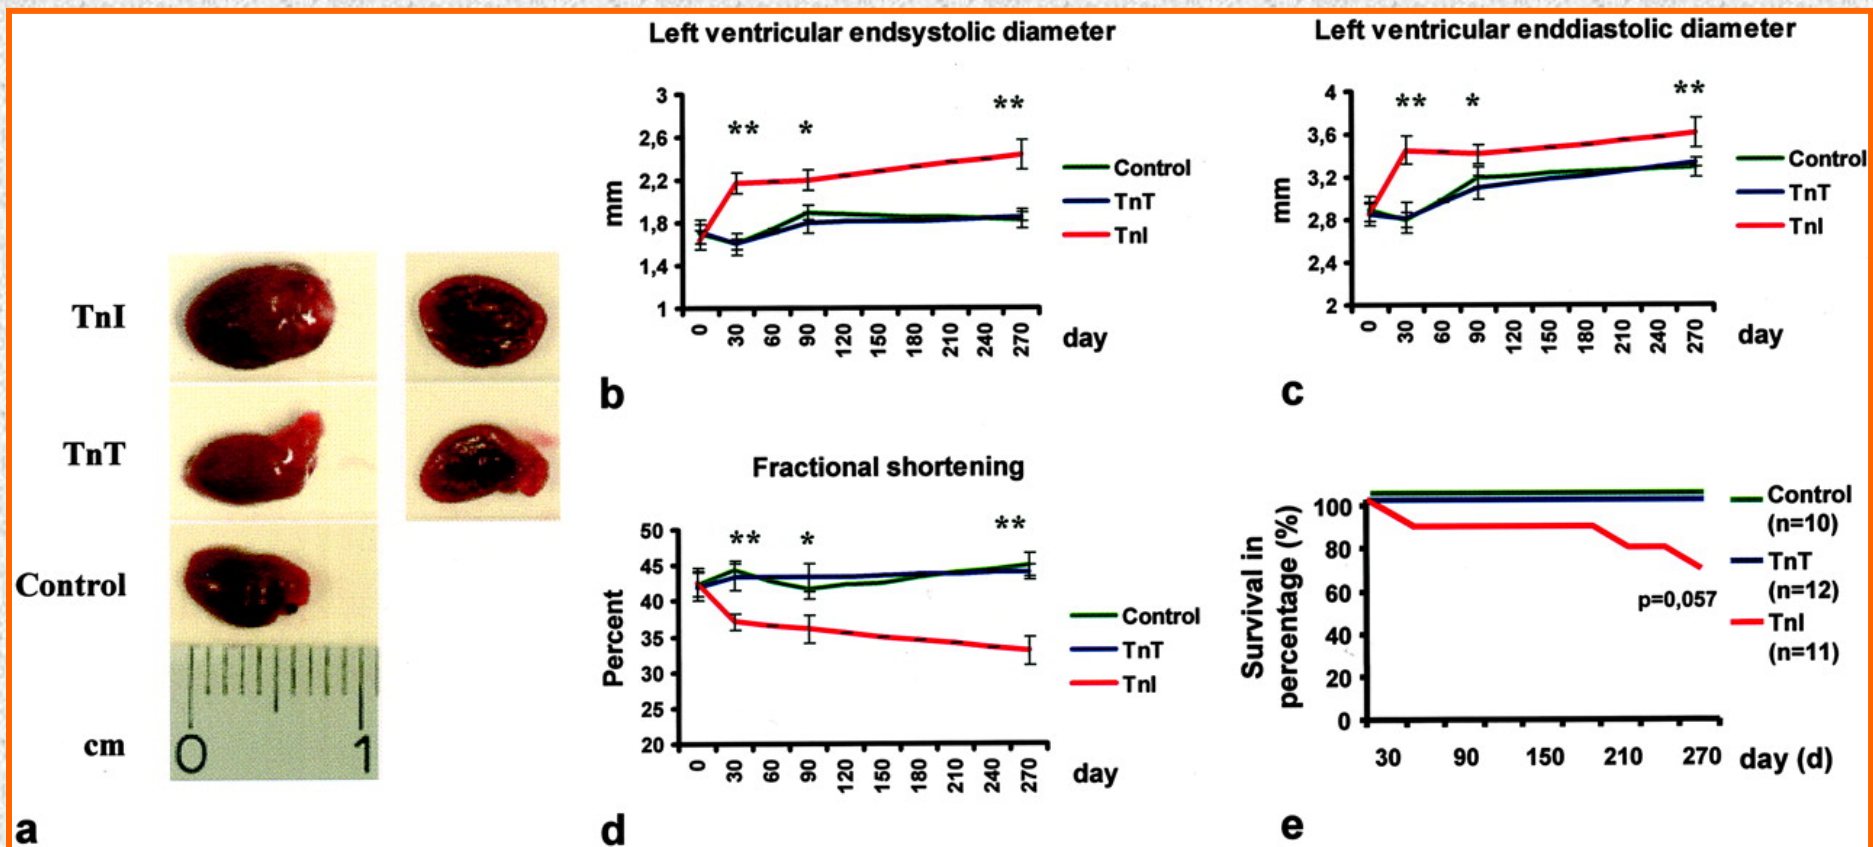 TnI
TnT
Control
cm
0 1
a
Left ventricular endsystolic diameter
3
2,6
2,2
1,8
1,4
1
mm
** * **
0 30 60 90 120 150 180 210 240 270
day
Control
TnT
TnI
b
Left ventricular enddiastolic diameter
4
3,6
3,2
2,8
2,4
2
mm
** * **
0 30 60 90 120 150 180 210 240 270
day
Control
TnT
TnI
c
Fractional shortening
50
45
40
35
30
25
20
Percent
** * **
0 30 60 90 120 150 180 210 240 270
day
Control
TnT
TnI
d
Survival in
percentage (%)
100
80
60
40
20
0
p=0,057
30 90 150 210 270
day (d)
Control
(n=10)
TnT
(n=12)
TnI
(n=11)
e